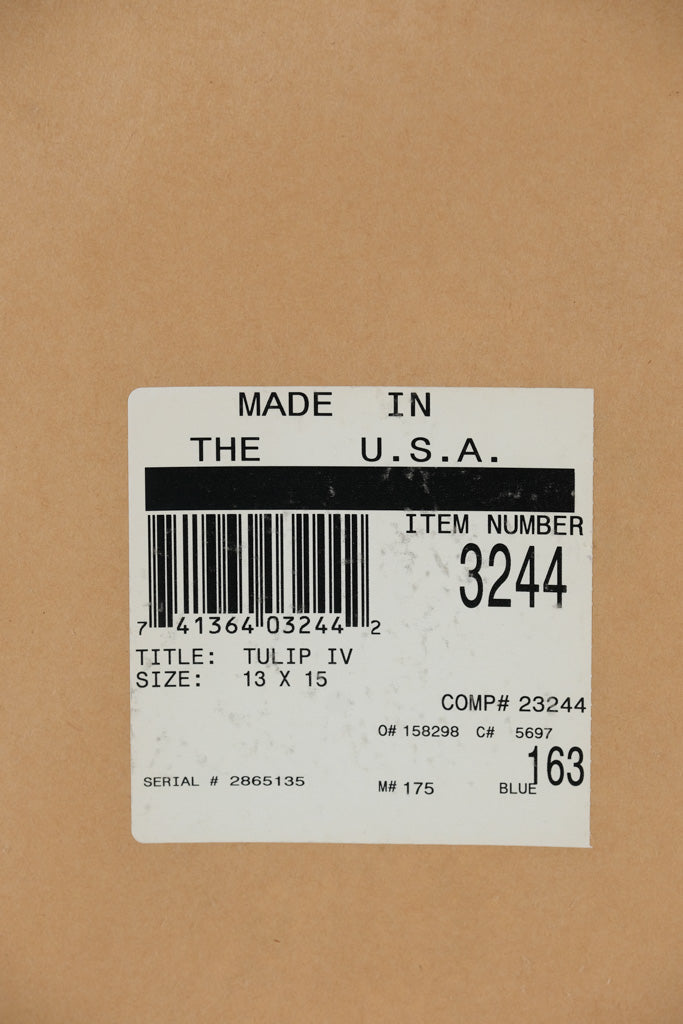 MADE IN
THE U.S.A.
ITEM NUMBER
3244
7 41364 03244 2
TITLE: TULIP IV
SIZE: 13 X 15
COMP# 23244
O# 158298 C# 5697
163
SERIAL # 2865135 M# 175 BLUE